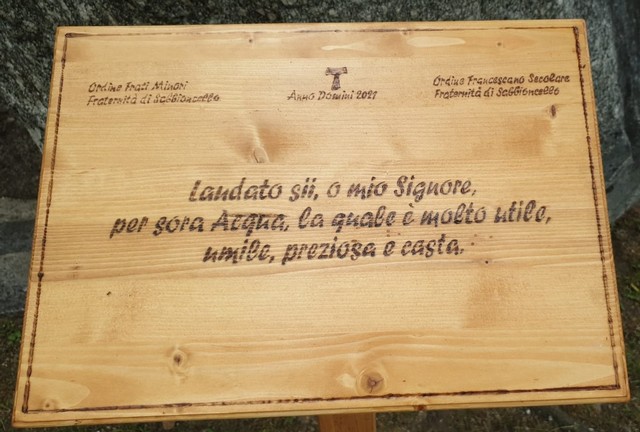 Ordine Frati Minori
Fraternità di Sabbioncello
Anno Domini 2021
Ordine Francescano Secolare
Fraternità di Sabbioncello
Laudato sii, o mio Signore,
per sora Acqua, la quale è molto utile,
umile, preziosa e casta.